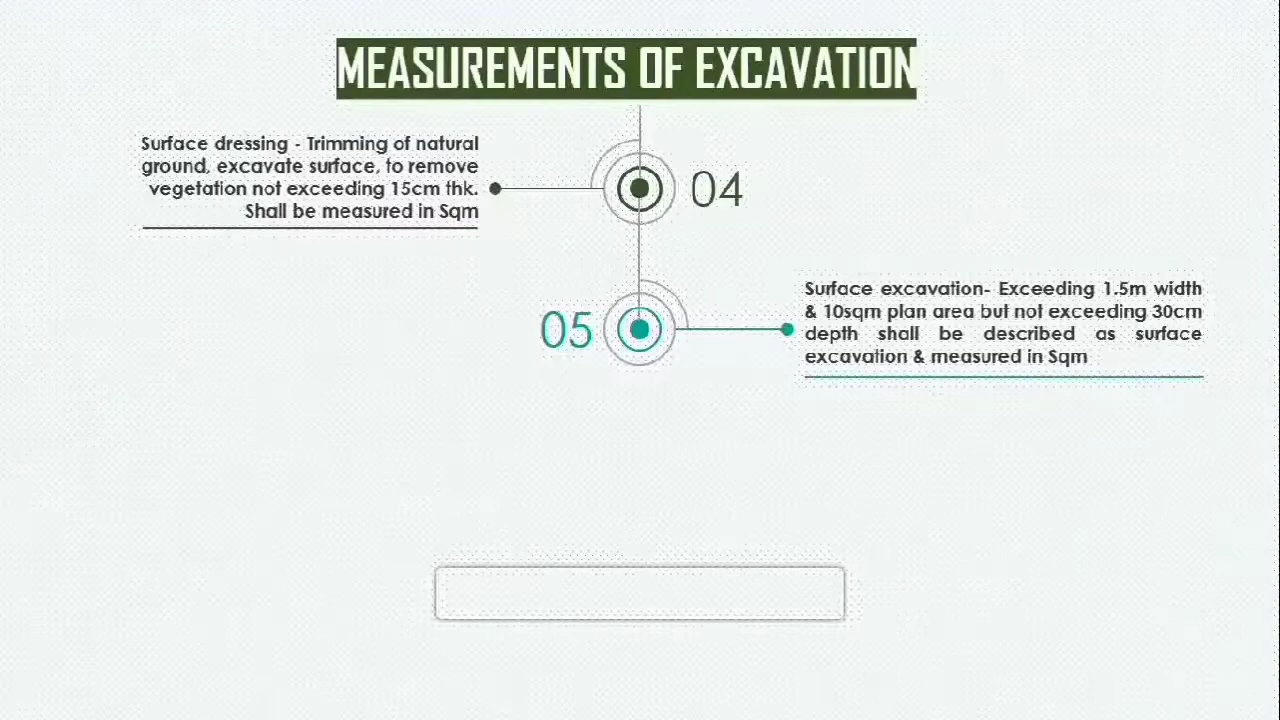 MEASUREMENTS OF EXCAVATION
Surface dressing - Trimming of natural
ground, excavate surface, to remove
vegetation not exceeding 15cm thk.
Shall be measured in Sqm
04
05
Surface excavation- Exceeding 1.5m width
& 10sqm plan area but not exceeding 30cm
depth shall be described as surface
excavation & measured in Sqm